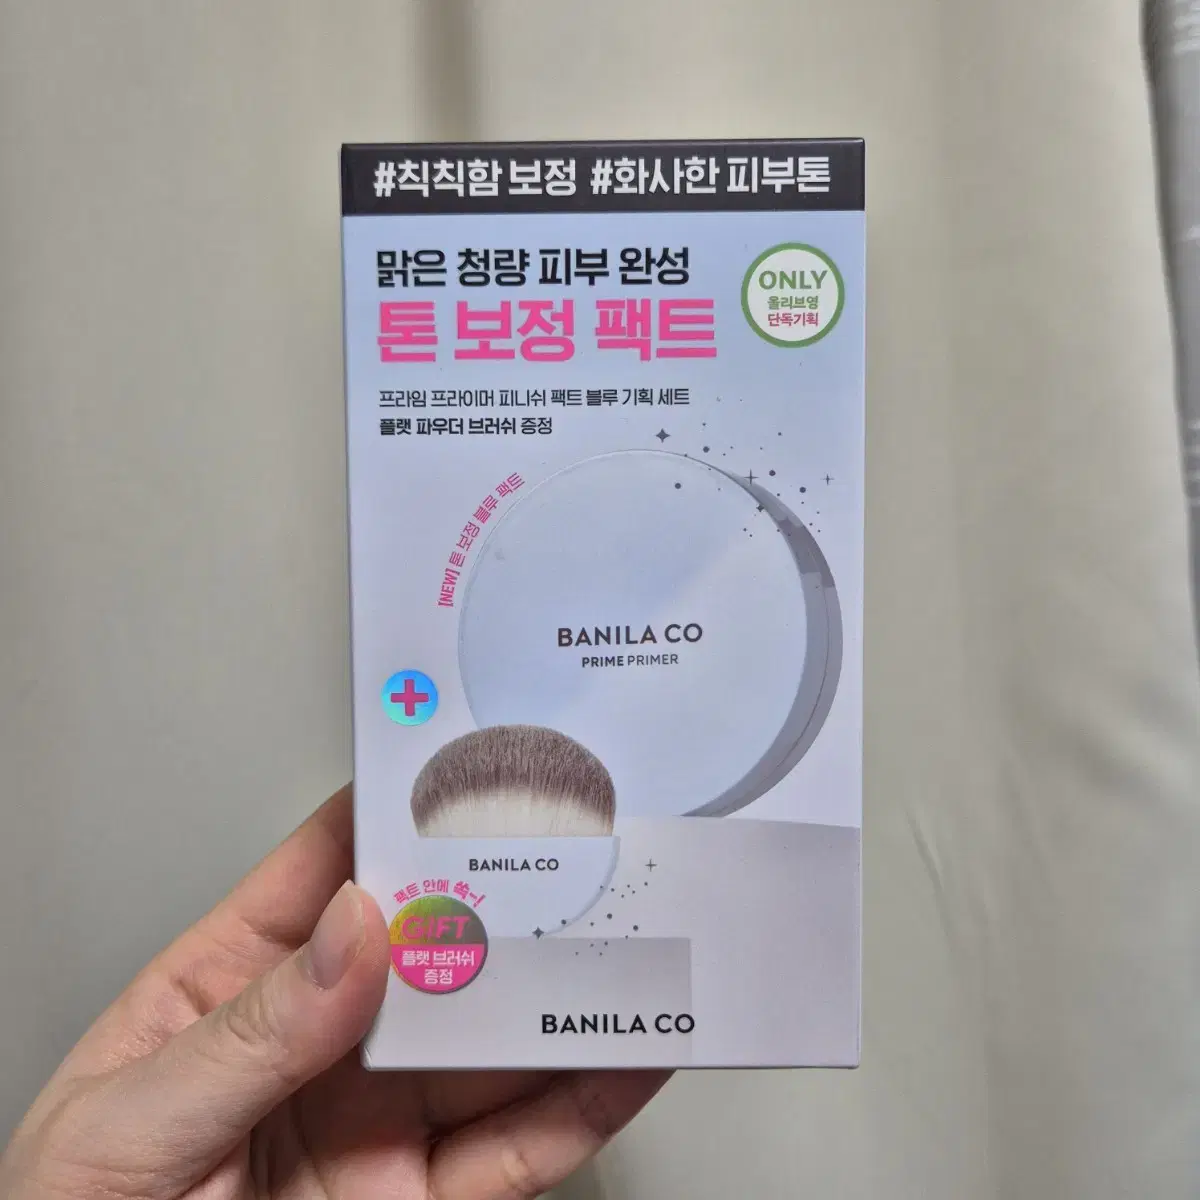 #칙칙함 보정 #화사한 피부톤
맑은 청량 피부 완성
톤 보정 팩트
ONLY
올리브영
단독기획
프라임 프라이머 피니쉬 팩트 블루 기획 세트
플랫 파우더 브러쉬 증정
[NEW] 톤 보정 블루 팩트
BANILA CO
PRIME PRIMER
BANILA CO
팩트 안에 쏙~!
GIFT
플랫 브러쉬
증정
BANILA CO